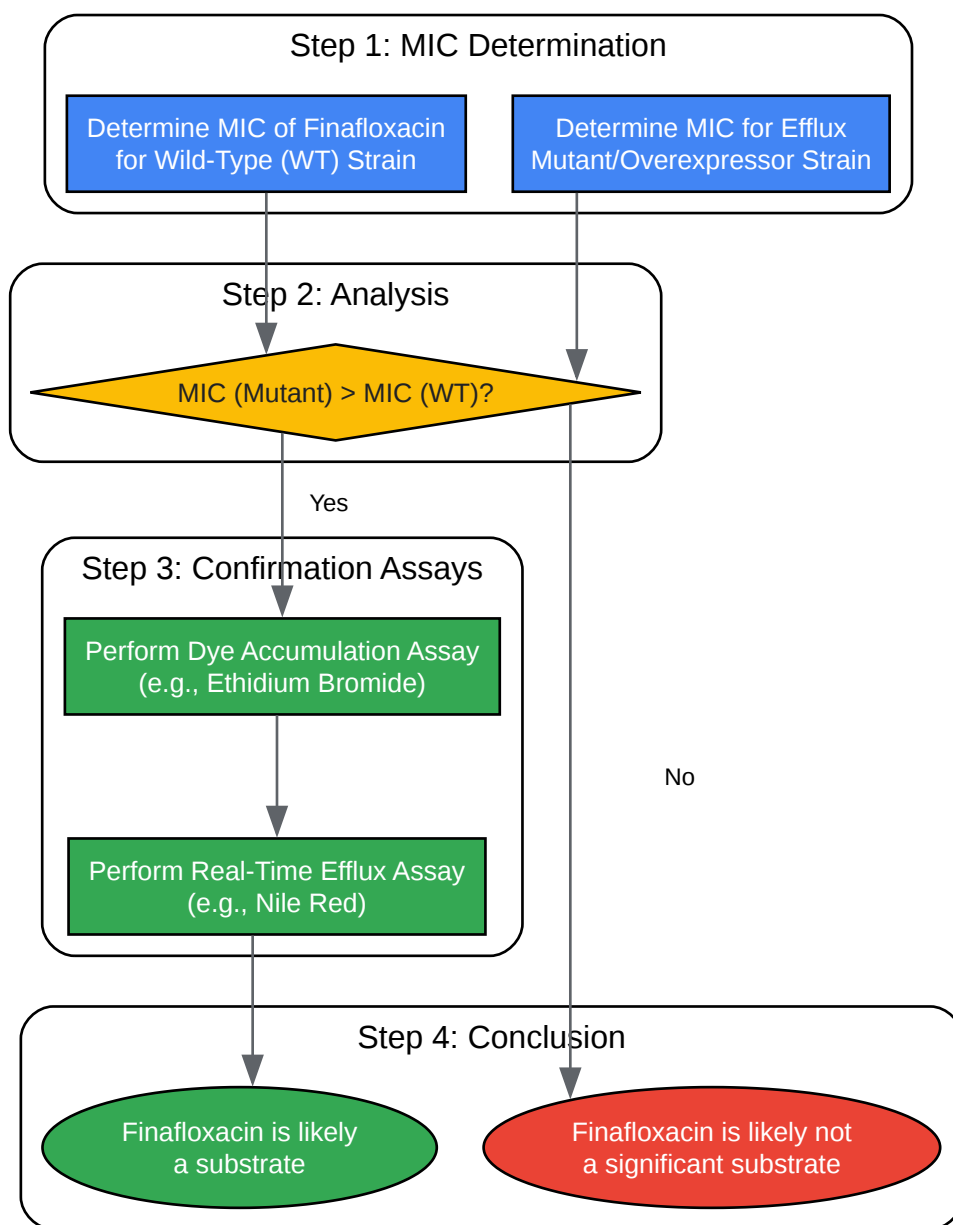 Step 1: MIC Determination
Determine MIC of Finafloxacin
for Wild-Type (WT) Strain
Determine MIC for Efflux
Mutant/Overexpressor Strain
Step 2: Analysis
MIC (Mutant) > MIC (WT)?
Yes
Step 3: Confirmation Assays
Perform Dye Accumulation Assay
(e.g., Ethidium Bromide)
No
Perform Real-Time Efflux Assay
(e.g., Nile Red)
Step 4: Conclusion
Finafloxacin is likely
a substrate
Finafloxacin is likely not
a significant substrate